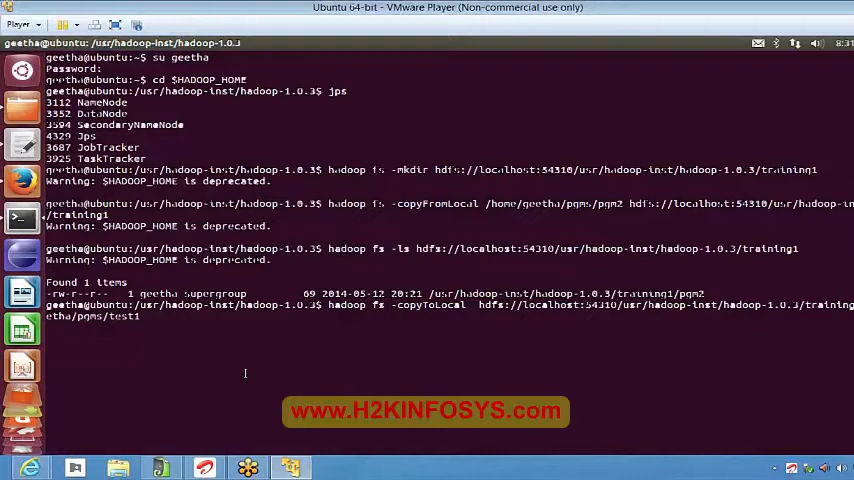 Ubuntu 64-bit - VMware Player (Non-commercial use only)
Player
geetha@ubuntu: /usr/hadoop-inst/hadoop-1.0.3
8:31
geetha@ubuntu:~$ su geetha
Password:
geetha@ubuntu:~$ cd $HADOOP_HOME
geetha@ubuntu:/usr/hadoop-inst/hadoop-1.0.3$ jps
3112 NameNode
3352 DataNode
3594 SecondaryNameNode
4329 Jps
3687 JobTracker
3925 TaskTracker
geetha@ubuntu:/usr/hadoop-inst/hadoop-1.0.3$ hadoop fs -mkdir hdfs://localhost:54310/usr/hadoop-inst/hadoop-1.0.3/training1
Warning: $HADOOP_HOME is deprecated.
geetha@ubuntu:/usr/hadoop-inst/hadoop-1.0.3$ hadoop fs -copyFromLocal /home/geetha/pgms/pgm2 hdfs://localhost:54310/usr/hadoop-inst/hadoop-1.0.3
/training1
Warning: $HADOOP_HOME is deprecated.
geetha@ubuntu:/usr/hadoop-inst/hadoop-1.0.3$ hadoop fs -ls hdfs://localhost:54310/usr/hadoop-inst/hadoop-1.0.3/training1
Warning: $HADOOP_HOME is deprecated.
Found 1 items
-rw-r--r-- 1 geetha supergroup 69 2014-05-12 20:21 /usr/hadoop-inst/hadoop-1.0.3/training1/pgm2
geetha@ubuntu:/usr/hadoop-inst/hadoop-1.0.3$ hadoop fs -copyToLocal hdfs://localhost:54310/usr/hadoop-inst/hadoop-1.0.3/training
etha/pgms/test1
www.H2KINFOSYS.com